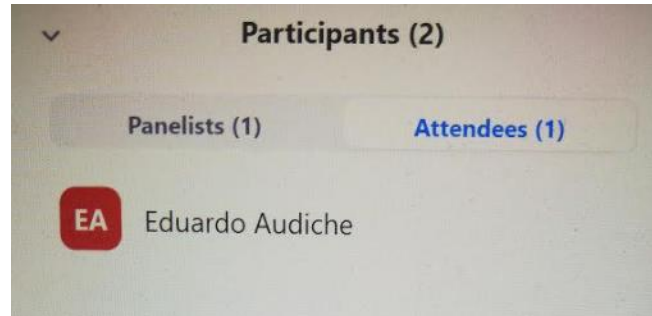 Participants (2)
Panelists (1) Attendees (1)
EA Eduardo Audiche